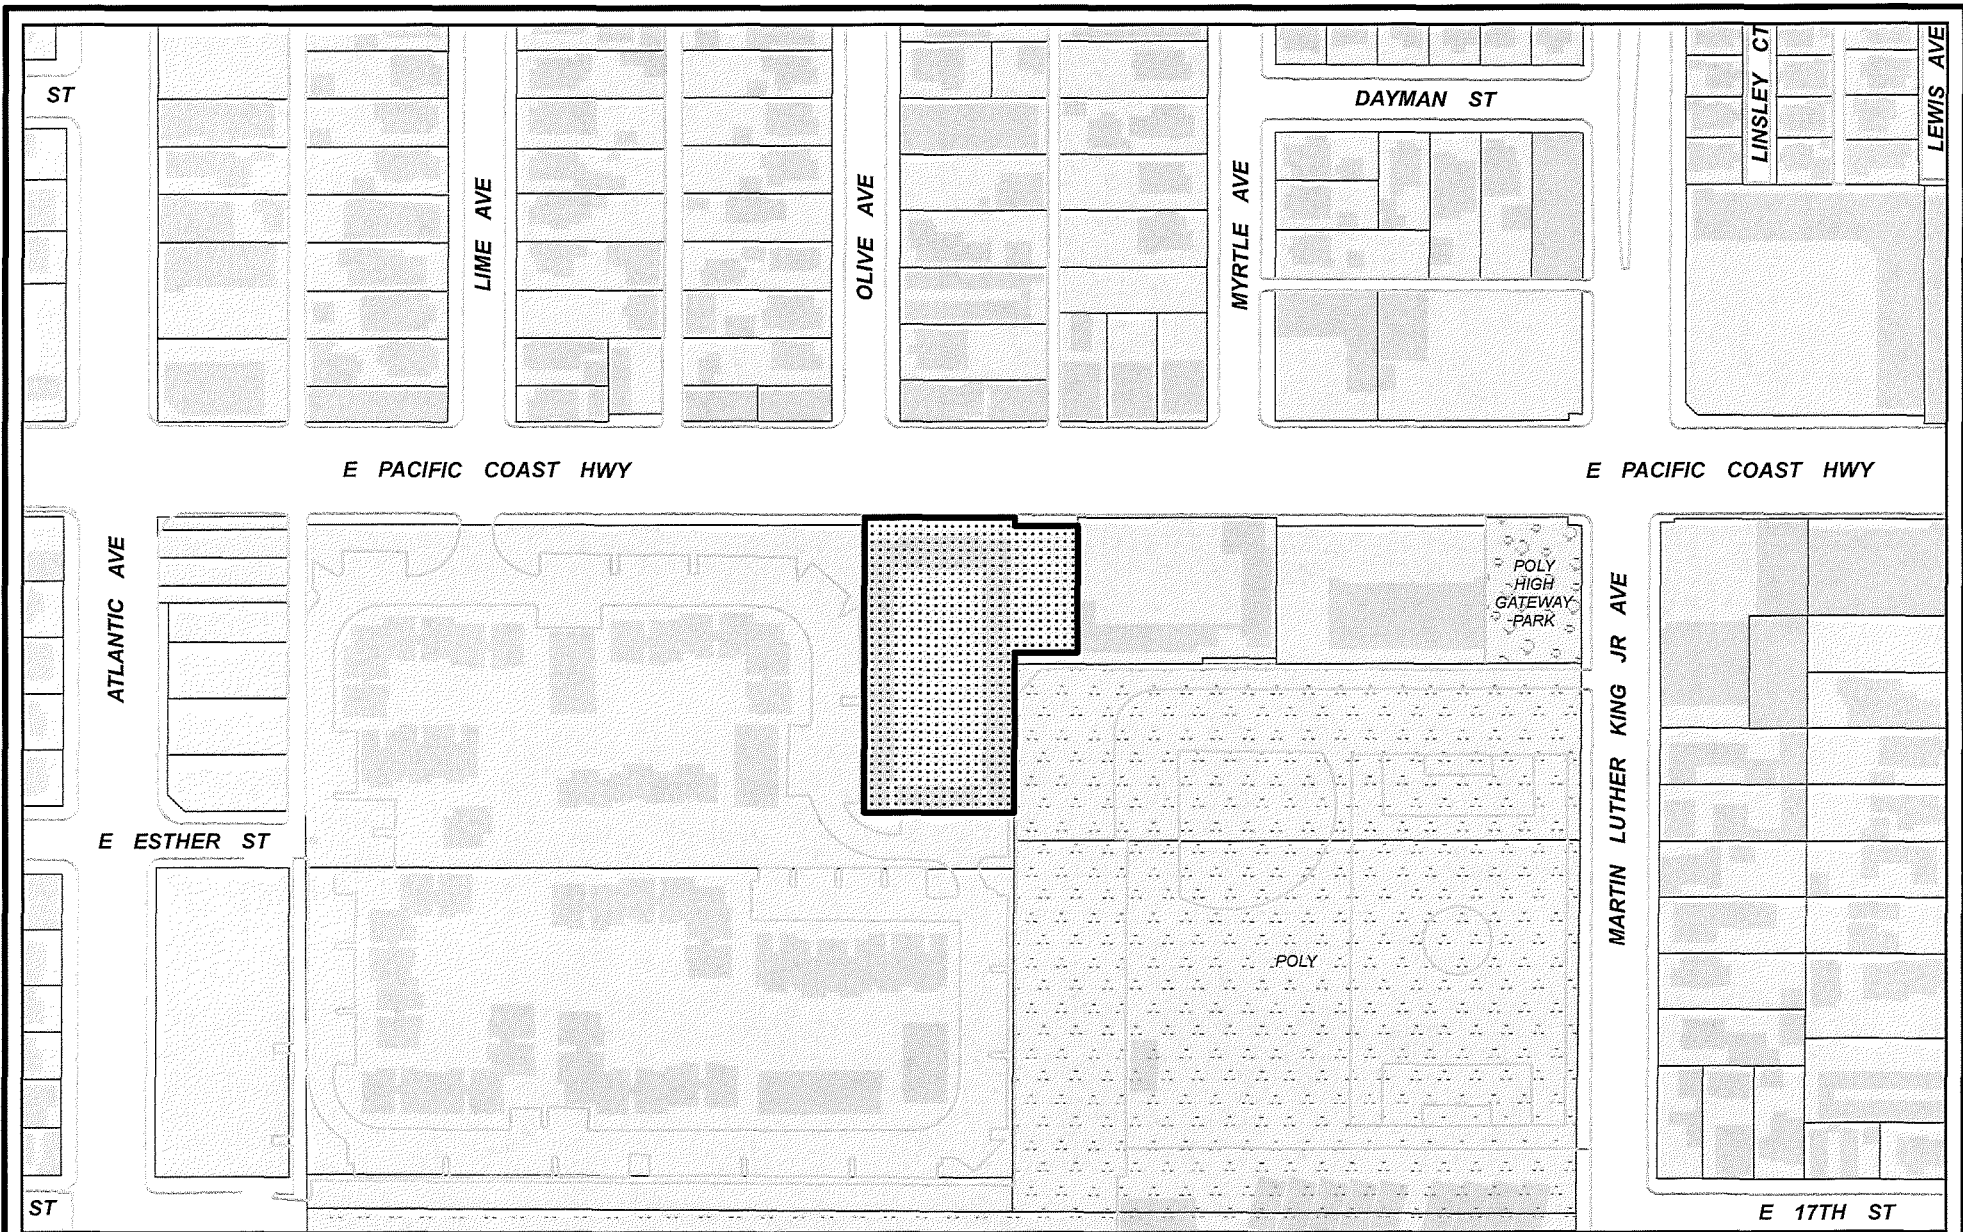 ST
DAYMAN ST
LINSLEY CT
LEWIS AVE
LIME AVE
OLIVE AVE
MYRTLE AVE
E PACIFIC COAST HWY
E PACIFIC COAST HWY
ATLANTIC AVE
POLY
HIGH
GATEWAY
PARK
MARTIN LUTHER KING JR AVE
E ESTHER ST
POLY
ST
E 17TH ST